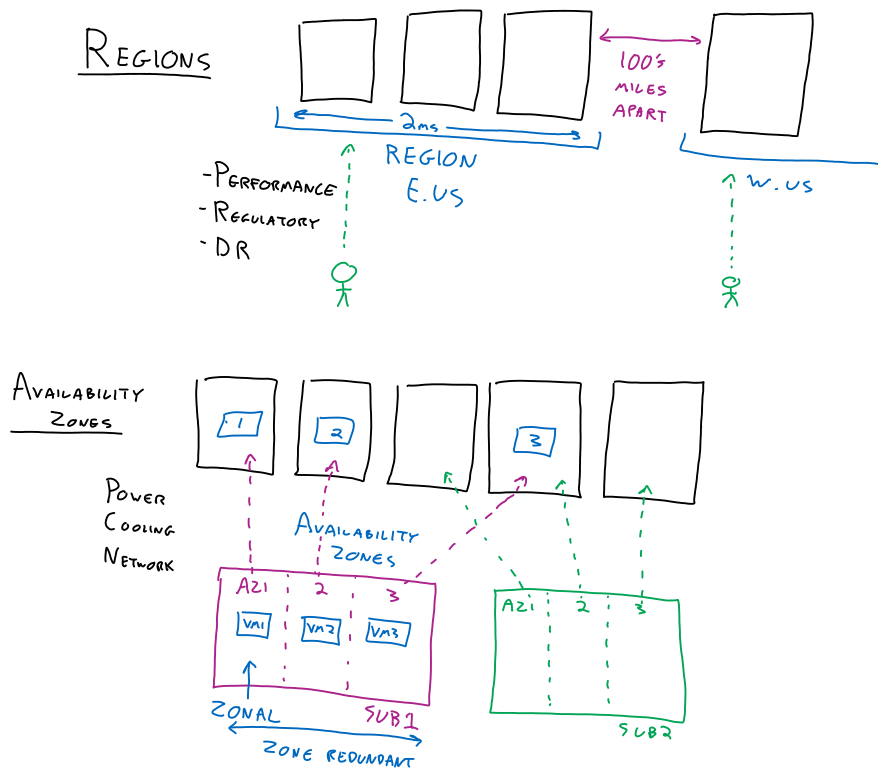 REGIONS
100's
MILES
APART
2ms
REGION
E.US
W.US
-PERFORMANCE
-REGULATORY
-DR
AVAILABILITY
ZONES
1
2
3
POWER
COOLING
NETWORK
AVAILABILITY
ZONES
AZ1 2 3
VM1 VM2 VM3
ZONAL
SUB1
ZONE REDUNDANT
AZ1 2 3
SUB2